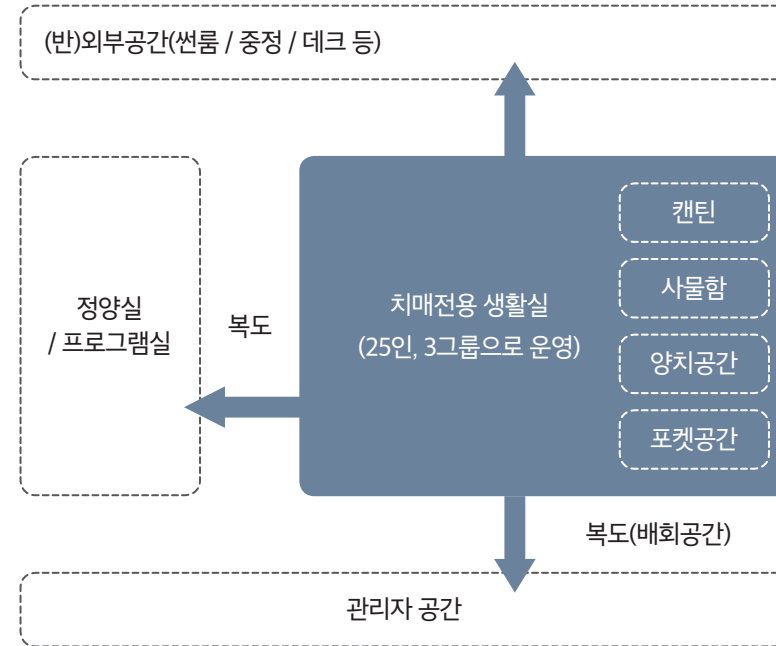 (반)외부공간(썬룸 / 중정 / 데크 등)
정양실
/ 프로그램실
복도
치매전용 생활실
(25인, 3그룹으로 운영)
캔틴
사물함
양치공간
포켓공간
복도(배회공간)
관리자 공간